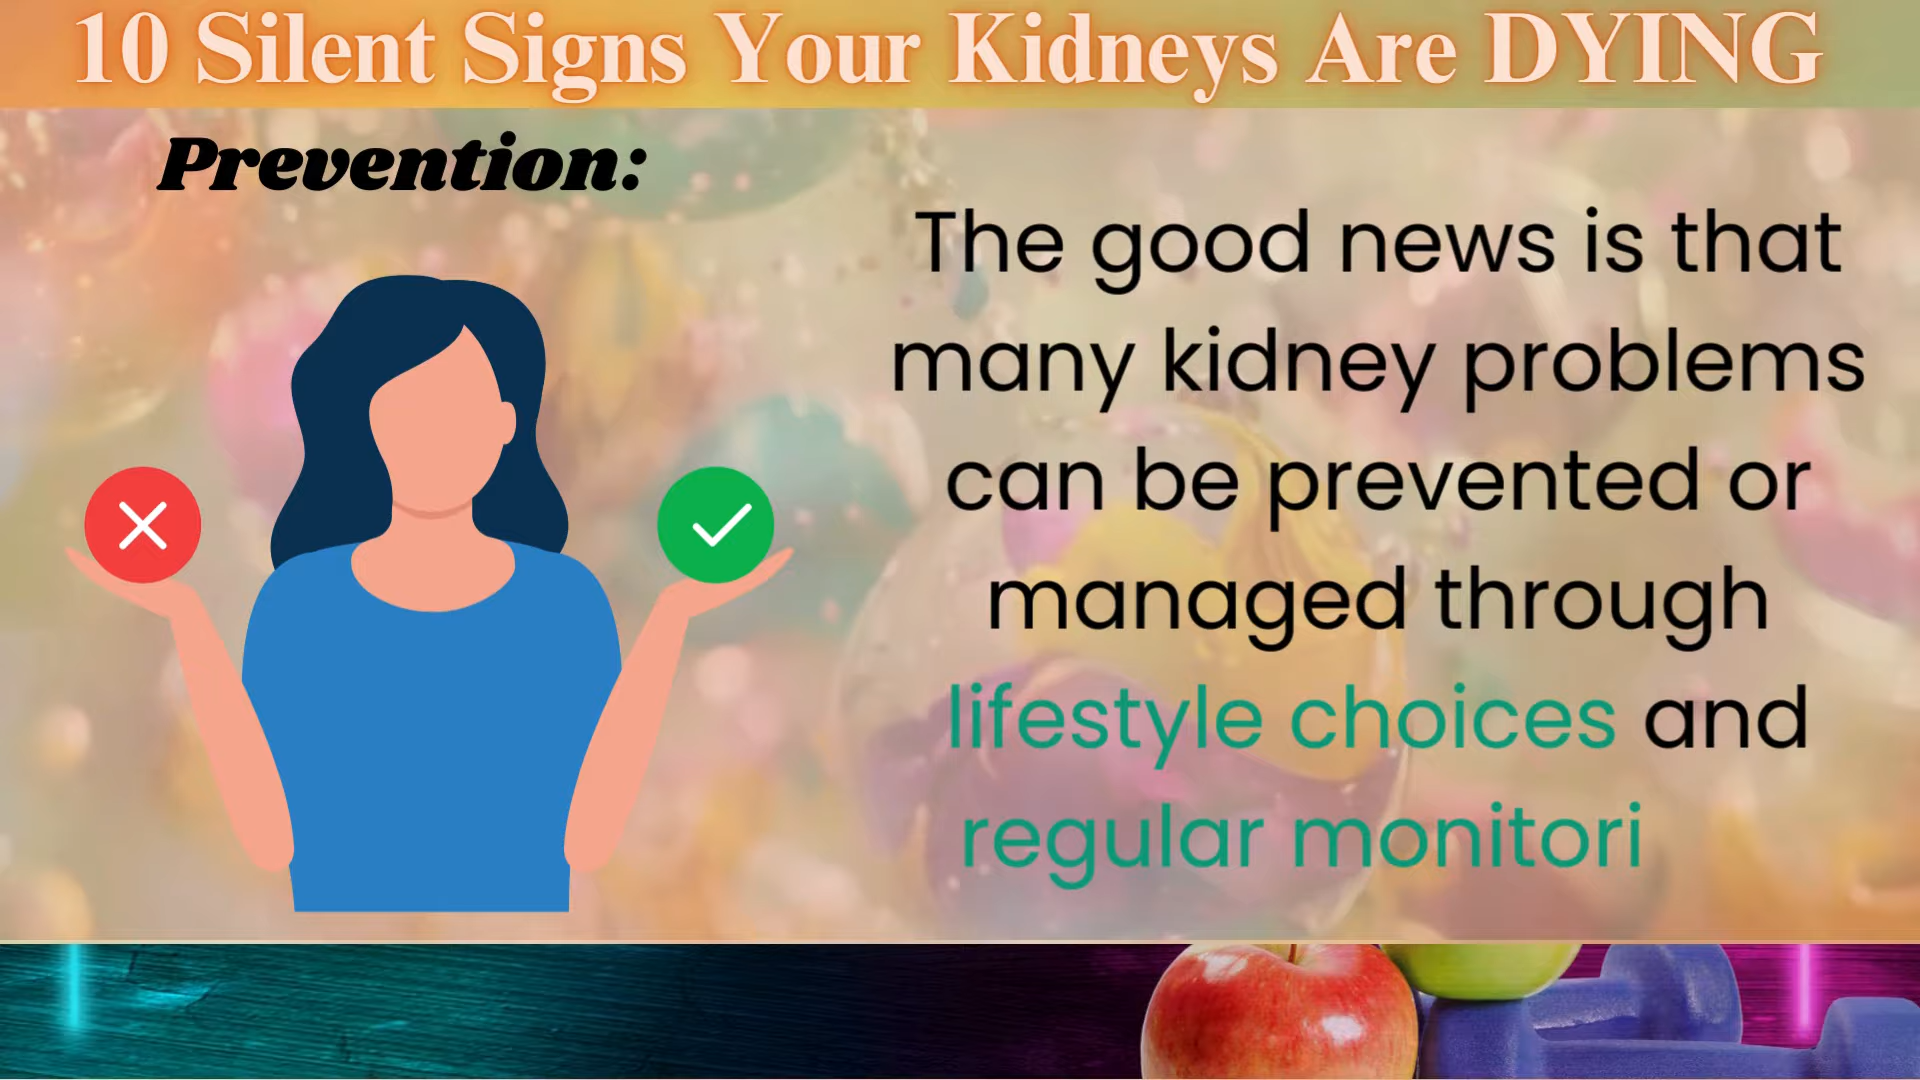 10 Silent Signs Your Kidneys Are DYING
Prevention:
The good news is that
many kidney problems
can be prevented or
managed through
lifestyle choices and
regular monitori